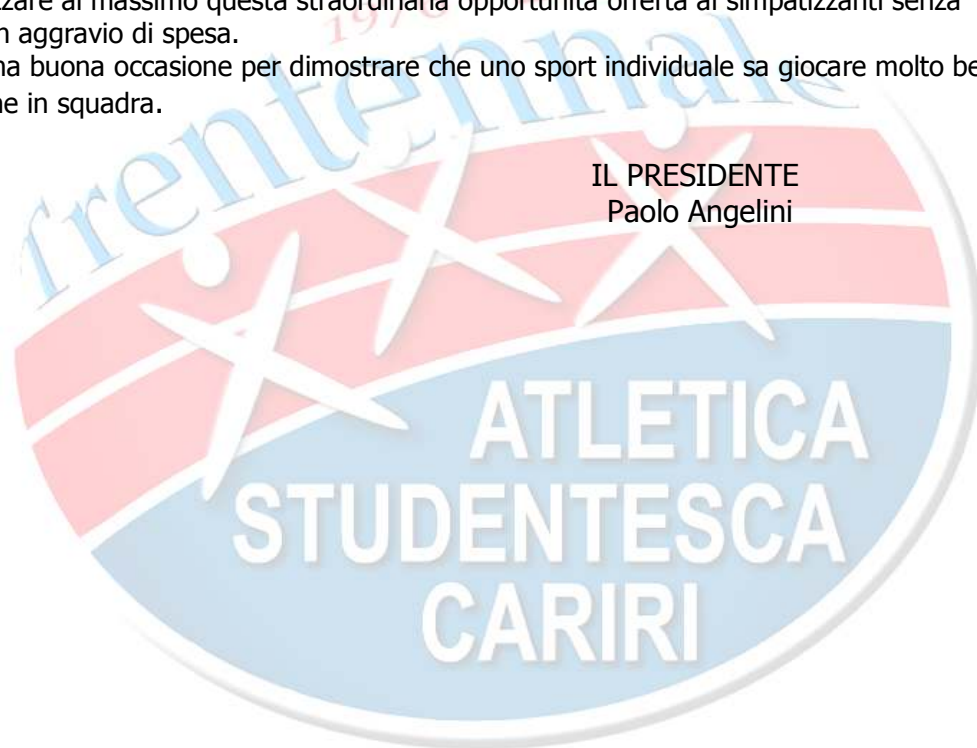 zzare al massimo questa straordinaria opportunità offerta ai simpatizzanti senza
n aggravio di spesa.
na buona occasione per dimostrare che uno sport individuale sa giocare molto be
ne in squadra.
trentennale
IL PRESIDENTE
Paolo Angelini
ATLETICA
STUDENTESCA
CARIRI